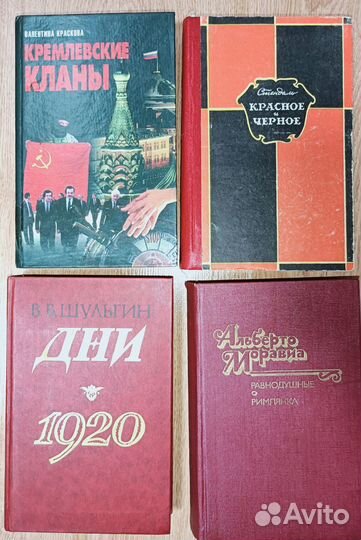 ВАЛЕНТИНА КРАСКОВА
КРЕМЛЕВСКИЕ
КЛАНЫ
Стендаль
КРАСНОЕ
и
ЧЕРНОЕ
В. В. ШУЛЬГИН
ДНИ
1920
Альберто
Моравиа
РАВНОДУШНЫЕ
РИМЛЯНКА
Avito